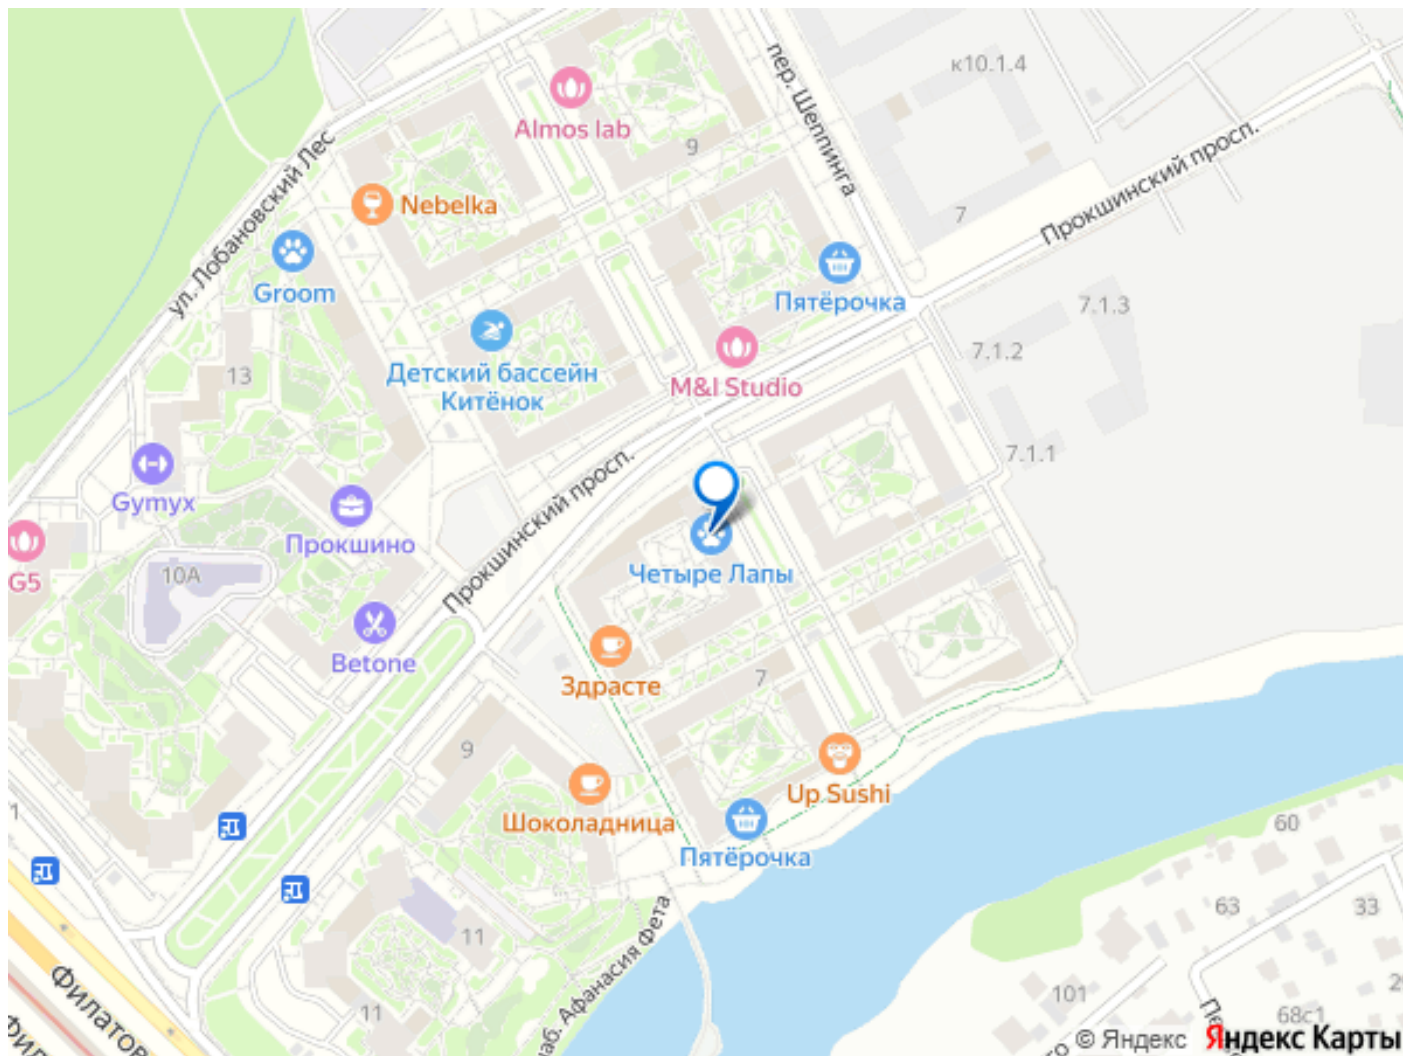 к10.1.4
пер. Шеппинга
Almos lab
9
Прокшинский просп.
ул. Лобановский Лес
Nebelka
7
Groom
Пятёрочка
7.1.3
7.1.2
Детский бассейн
Китёнок
M&I Studio
13
7.1.1
Gymyx
Прокшинский просп.
Прокшино
G5
10А
Четыре Лапы
Betone
Здрасте
7
9
Up Sushi
Шоколадница
1
60
Пятёрочка
63
33
наб. Афанасия Фета
11
11
101
68с1
© Яндекс
Яндекс Карты